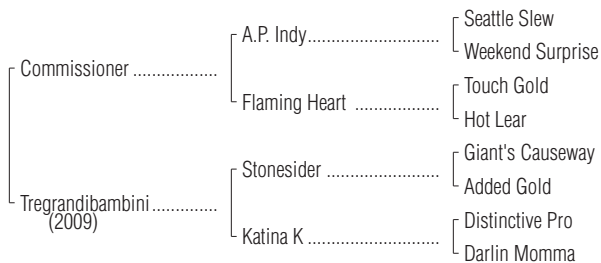 Seattle Slew
A.P. Indy
Weekend Surprise
Commissioner
Touch Gold
Flaming Heart
Hot Lear
Giant's Causeway
Stonesider
Added Gold
Tregrandibambini
(2009)
Distinctive Pro
Katina K
Darlin Momma